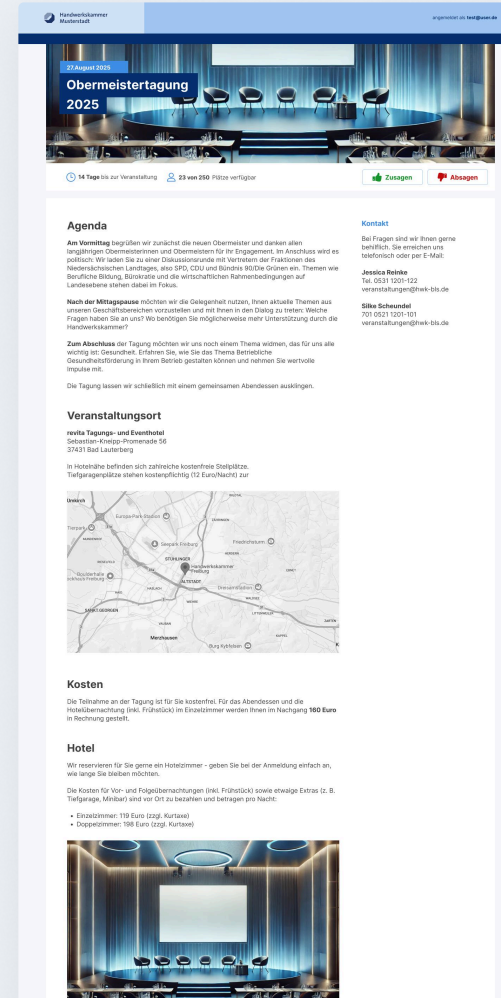 Handwerkskammer
Musterstadt
angemeldet als test@user.de
27.August 2025
Obermeistertagung
2025
14 Tage bis zur Veranstaltung
23 von 250 Plätze verfügbar
Zusagen
Absagen
Agenda
Am Vormittag begrüßen wir zunächst die neuen Obermeister und danken allen
langjährigen Obermeisterinnen und Obermeistern für ihr Engagement. Im Anschluss wird es
politisch: Wir laden Sie zu einer Diskussionsrunde mit Vertretern der Fraktionen des
Niedersächsischen Landtages, also SPD, CDU und Bündnis 90/Die Grünen ein. Themen wie
Berufliche Bildung, Bürokratie und die wirtschaftlichen Rahmenbedingungen auf
Landesebene stehen dabei im Fokus.
Nach der Mittagspause möchten wir die Gelegenheit nutzen, Ihnen aktuelle Themen aus
unseren Geschäftsbereichen vorzustellen und mit Ihnen in den Dialog zu treten: Welche
Fragen haben Sie an uns? Wo benötigen Sie möglicherweise mehr Unterstützung durch die
Handwerkskammer?
Zum Abschluss der Tagung möchten wir uns noch einem Thema widmen, das für uns alle
wichtig ist: Gesundheit. Erfahren Sie, wie Sie das Thema Betriebliche
Gesundheitsförderung in Ihrem Betrieb gestalten können und nehmen Sie wertvolle
Impulse mit.
Die Tagung lassen wir schließlich mit einem gemeinsamen Abendessen ausklingen.
Kontakt
Bei Fragen sind wir Ihnen gerne
behilflich. Sie erreichen uns
telefonisch oder per E-Mail:
Jessica Reinke
Tel. 0531 1201-122
veranstaltungen@hwk-bls.de
Silke Scheundel
701 0521 1201-101
veranstaltungen@hwk-bls.de
Veranstaltungsort
revita Tagungs- und Eventhotel
Sebastian-Kneipp-Promenade 56
37431 Bad Lauterberg
In Hotelnähe befinden sich zahlreiche kostenfreie Stellplätze.
Tiefgaragenplätze stehen kostenpflichtig (12 Euro/Nacht) zur
Umkirch
Europa-Park Stadion
Tierpark
Seepark Freiburg
Friedrichsturm
STÜHLINGER
HERDERN
Handwerkskammer
Freiburg
ALTSTADT
Dreisamstadion
HASLACH
WIEHRE
WALDSEE
LITTENWEILER
SANKT GEORGEN
VAUBAN
Merzhausen
KAPPEL
Burg Kybfelsen
Kosten
Die Teilnahme an der Tagung ist für Sie kostenfrei. Für das Abendessen und die
Hotelübernachtung (inkl. Frühstück) im Einzelzimmer werden Ihnen im Nachgang 160 Euro
in Rechnung gestellt.
Hotel
Wir reservieren für Sie gerne ein Hotelzimmer - geben Sie bei der Anmeldung einfach an,
wie lange Sie bleiben möchten.
Die Kosten für Vor- und Folgeübernachtungen (inkl. Frühstück) sowie etwaige Extras (z. B.
Tiefgarage, Minibar) sind vor Ort zu bezahlen und betragen pro Nacht:
• Einzelzimmer: 119 Euro (zzgl. Kurtaxe)
• Doppelzimmer: 198 Euro (zzgl. Kurtaxe)